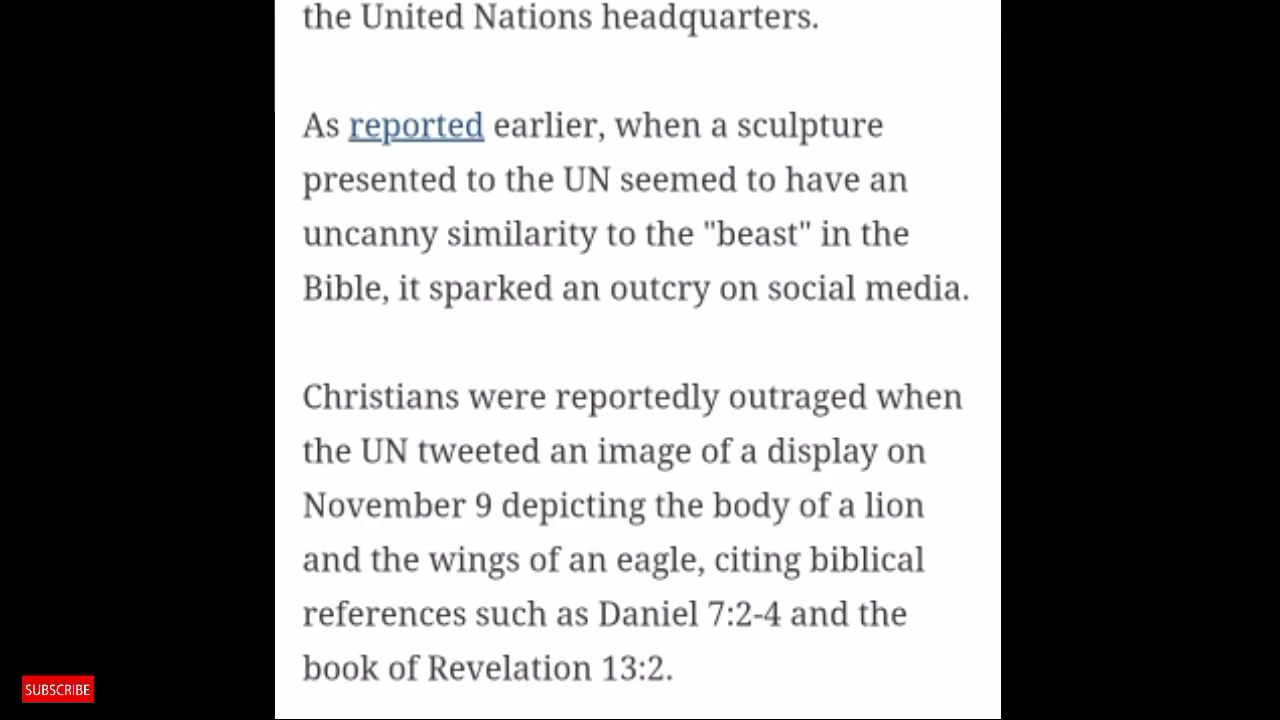 the United Nations headquarters.
As reported earlier, when a sculpture
presented to the UN seemed to have an
uncanny similarity to the "beast" in the
Bible, it sparked an outcry on social media.
Christians were reportedly outraged when
the UN tweeted an image of a display on
November 9 depicting the body of a lion
and the wings of an eagle, citing biblical
references such as Daniel 7:2-4 and the
book of Revelation 13:2.
SUBSCRIBE